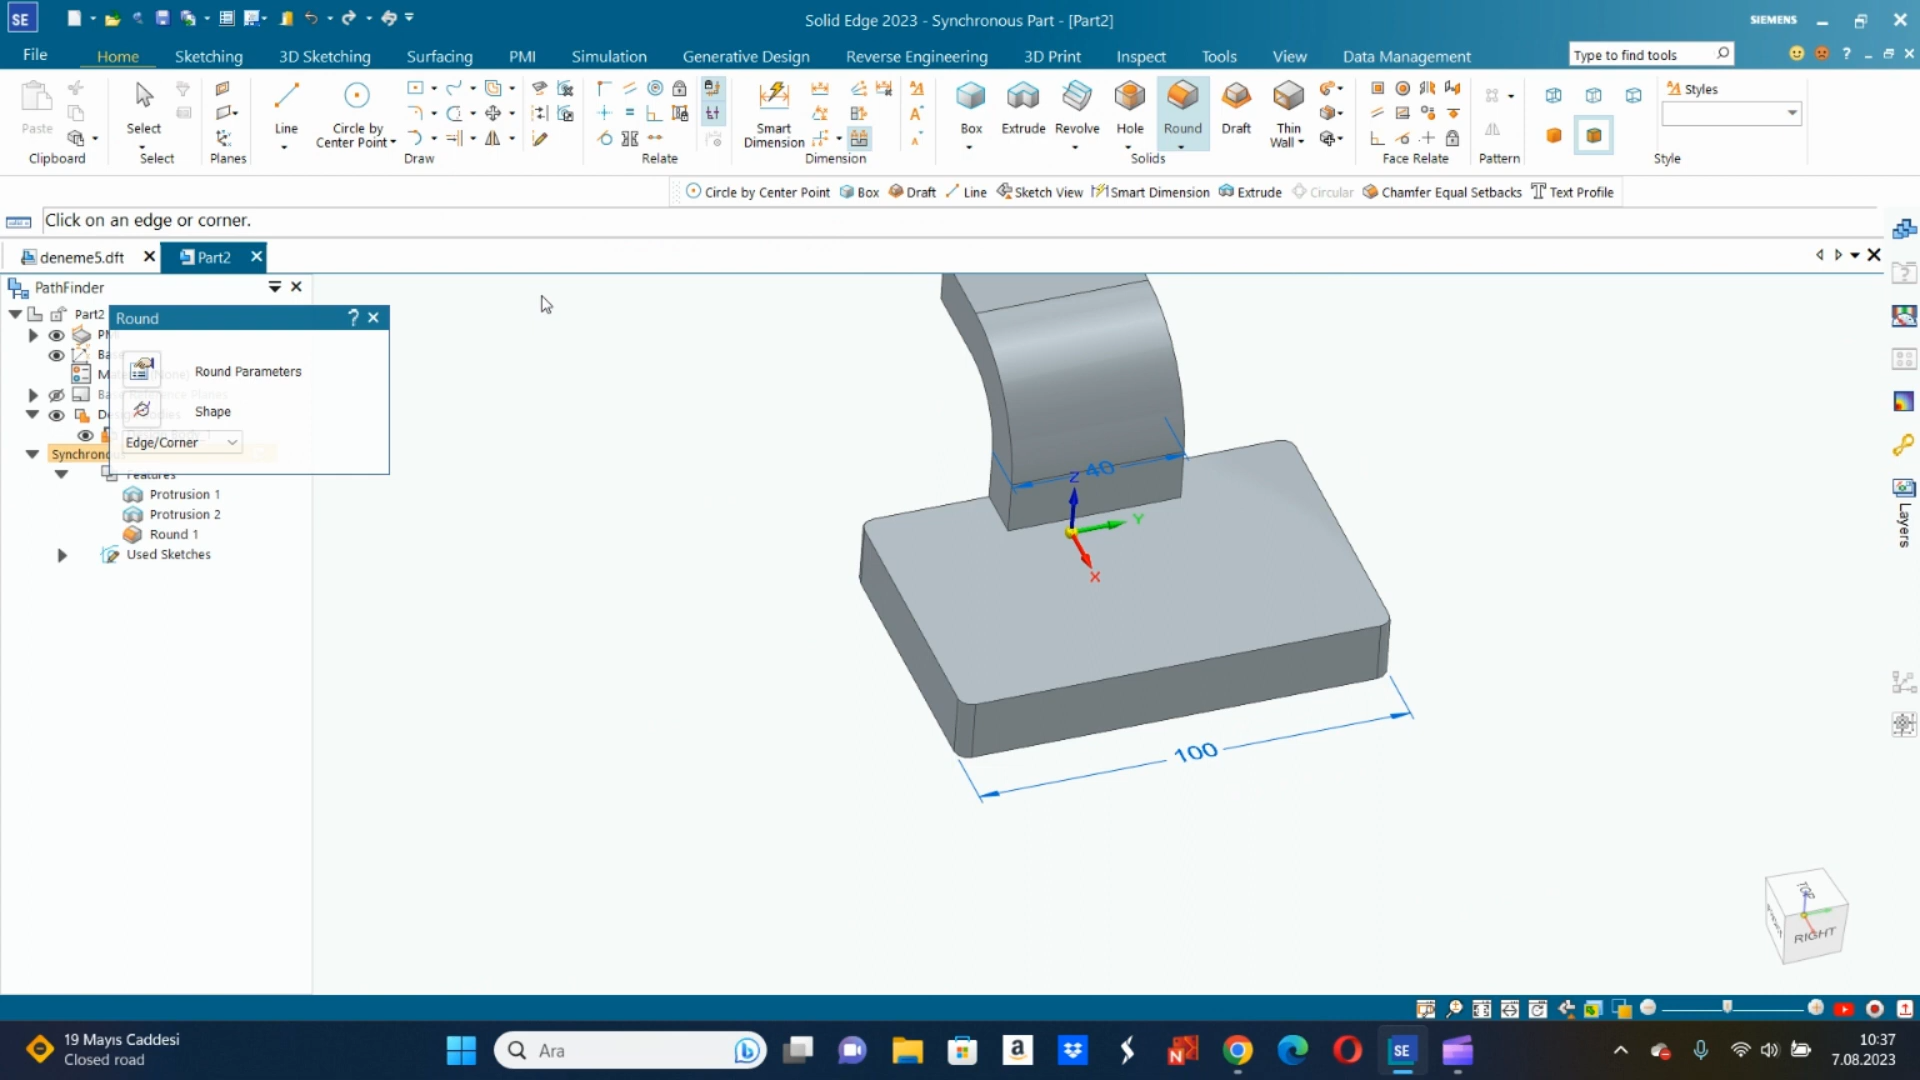 SE
Solid Edge 2023 - Synchronous Part - [Part2]
SIEMENS
File
Home
Sketching
3D Sketching
Surfacing
PMI
Simulation
Generative Design
Reverse Engineering
3D Print
Inspect
Tools
View
Data Management
Type to find tools
Paste
Clipboard
Select
Select
Planes
Line
Circle by
Center Point
Draw
Relate
Smart
Dimension
Dimension
Box
Extrude
Revolve
Hole
Round
Draft
Thin
Wall
Solids
Face Relate
Pattern
Styles
Style
Circle by Center Point
Box
Draft
Line
Sketch View
Smart Dimension
Extrude
Circular
Chamfer Equal Setbacks
Text Profile
Click on an edge or corner.
deneme5.dft
Part2
PathFinder
Part2
Round
Round Parameters
Shape
Edge/Corner
Synchron
Features
Protrusion 1
Protrusion 2
Round 1
Used Sketches
40
Z
Y
X
100
TOP
RIGHT
Layers
19 Mayıs Caddesi
Closed road
Ara
SE
10:37
7.08.2023